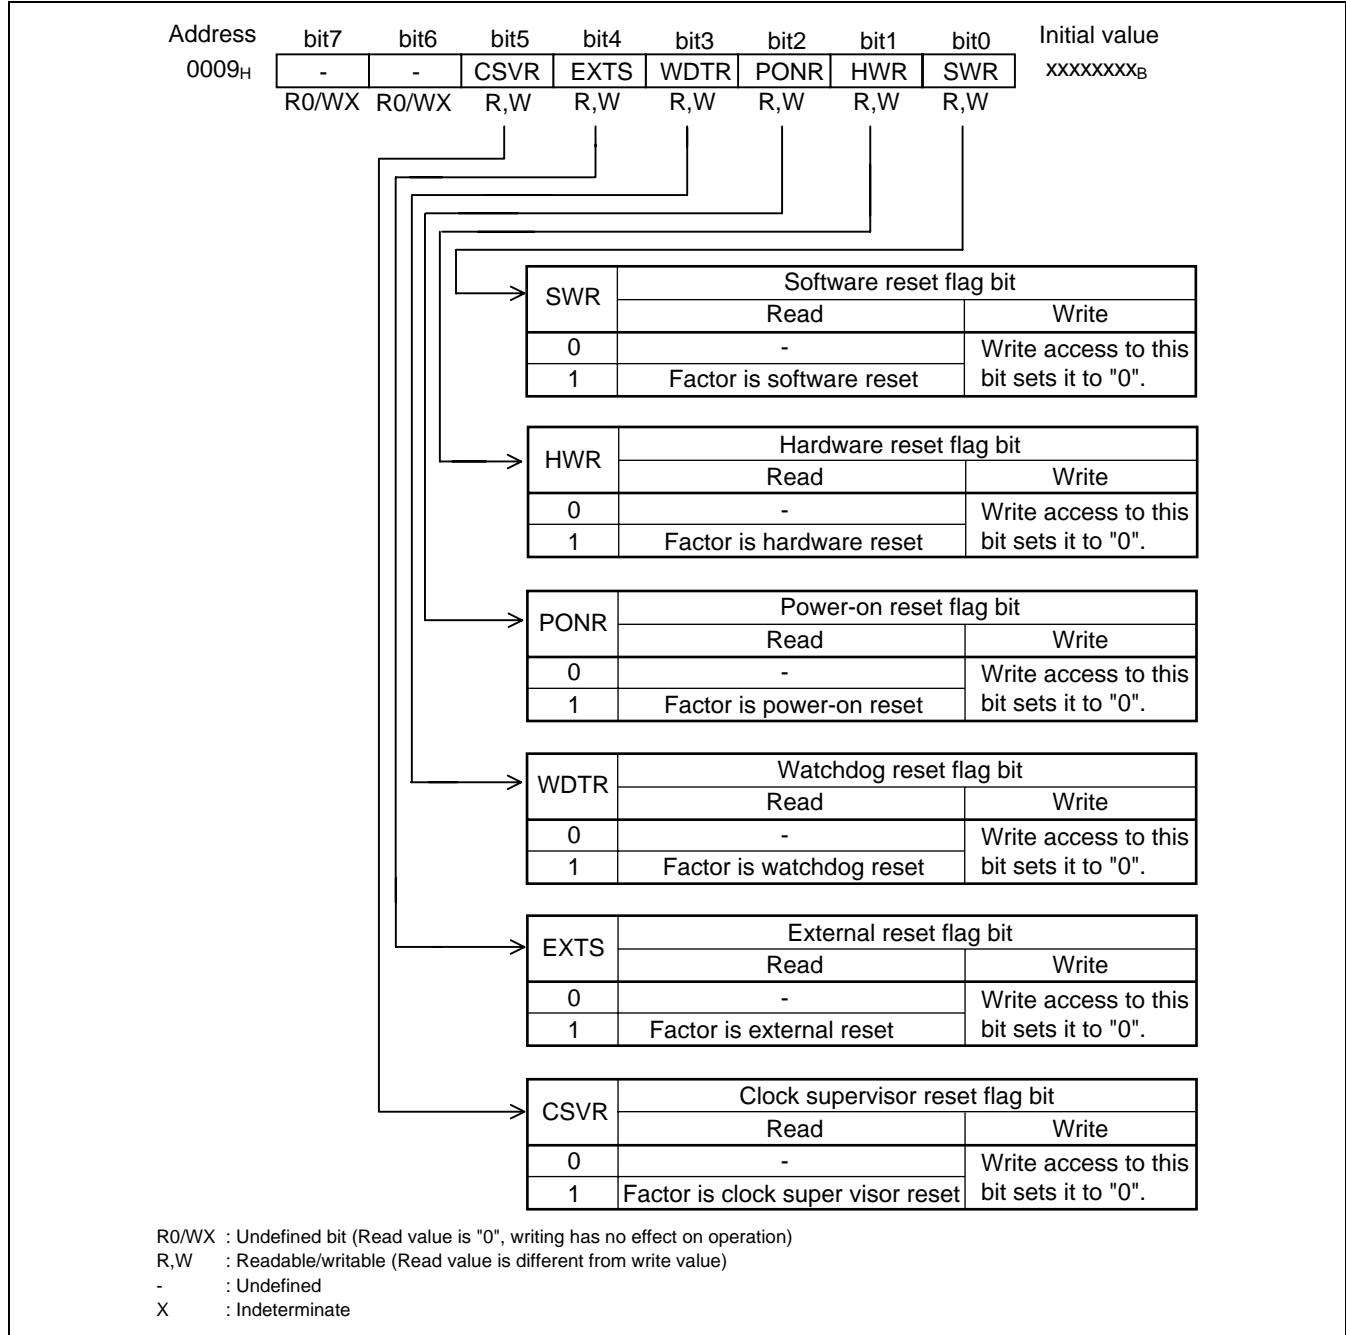 Address bit7 bit6 bit5 bit4 bit3 bit2 bit1 bit0 Initial value
0009H - - CSVR EXTS WDTR PONR HWR SWR XXXXXXXXB
R0/WX R0/WX R,W R,W R,W R,W R,W R,W
SWR Software reset flag bit
Read Write
0 - Write access to this
1 Factor is software reset bit sets it to "0".
HWR Hardware reset flag bit
Read Write
0 - Write access to this
1 Factor is hardware reset bit sets it to "0".
PONR Power-on reset flag bit
Read Write
0 - Write access to this
1 Factor is power-on reset bit sets it to "0".
WDTR Watchdog reset flag bit
Read Write
0 - Write access to this
1 Factor is watchdog reset bit sets it to "0".
EXTS External reset flag bit
Read Write
0 - Write access to this
1 Factor is external reset bit sets it to "0".
CSVR Clock supervisor reset flag bit
Read Write
0 - Write access to this
1 Factor is clock super visor reset bit sets it to "0".
R0/WX : Undefined bit (Read value is "0", writing has no effect on operation)
R,W : Readable/writable (Read value is different from write value)
- : Undefined
X : Indeterminate